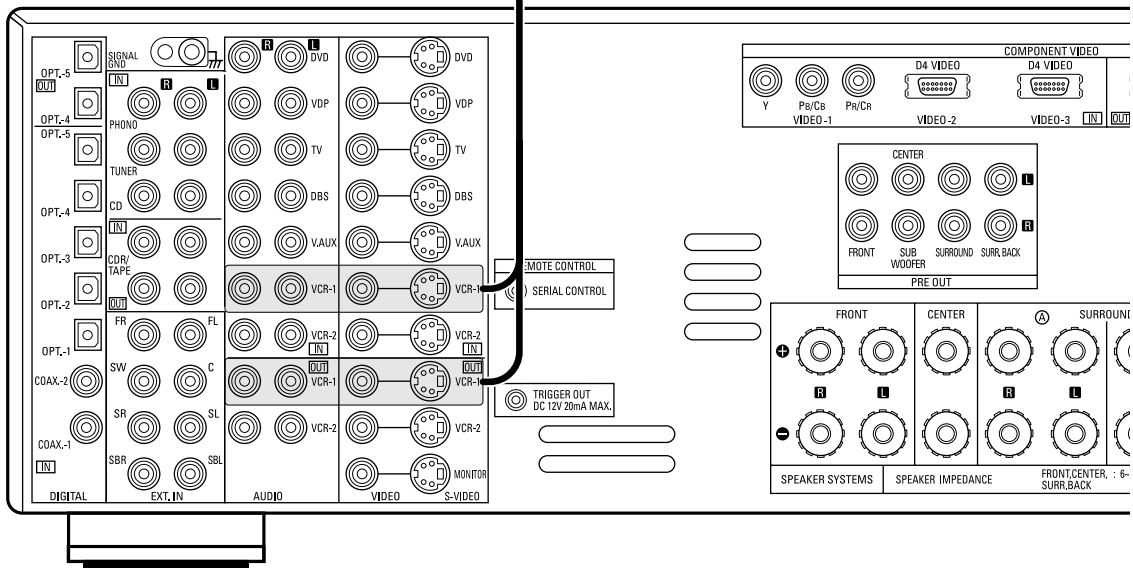 OPT.-5
OUT
OPT.-4
OPT.-5
OPT.-4
OPT.-3
OPT.-2
OPT.-1
COAX.-2
COAX.-1
IN
DIGITAL
SIGNAL
GND
IN
R L
PHONO
TUNER
CD
IN
CDR/
TAPE
OUT
FR FL
SW C
SR SL
SBR SBL
EXT. IN
R L
DVD
VDP
TV
DBS
V.AUX
VCR-1
VCR-2
IN
OUT
VCR-1
VCR-2
AUDIO
DVD
VDP
TV
DBS
V.AUX
VCR-1
VCR-2
IN
OUT
VCR-1
VCR-2
MONITOR
VIDEO S-VIDEO
EMOTE CONTROL
SERIAL CONTROL
TRIGGER OUT
DC 12V 20mA MAX.
COMPONENT VIDEO
D4 VIDEO D4 VIDEO
Y PB/CB PR/CR
VIDEO-1 VIDEO-2 VIDEO-3 IN OUT
CENTER
L
R
FRONT SUB WOOFER SURROUND SURR. BACK
PRE OUT
FRONT CENTER A SURROUND
+
R L R L
−
SPEAKER SYSTEMS SPEAKER IMPEDANCE FRONT,CENTER, : 6~
SURR,BACK